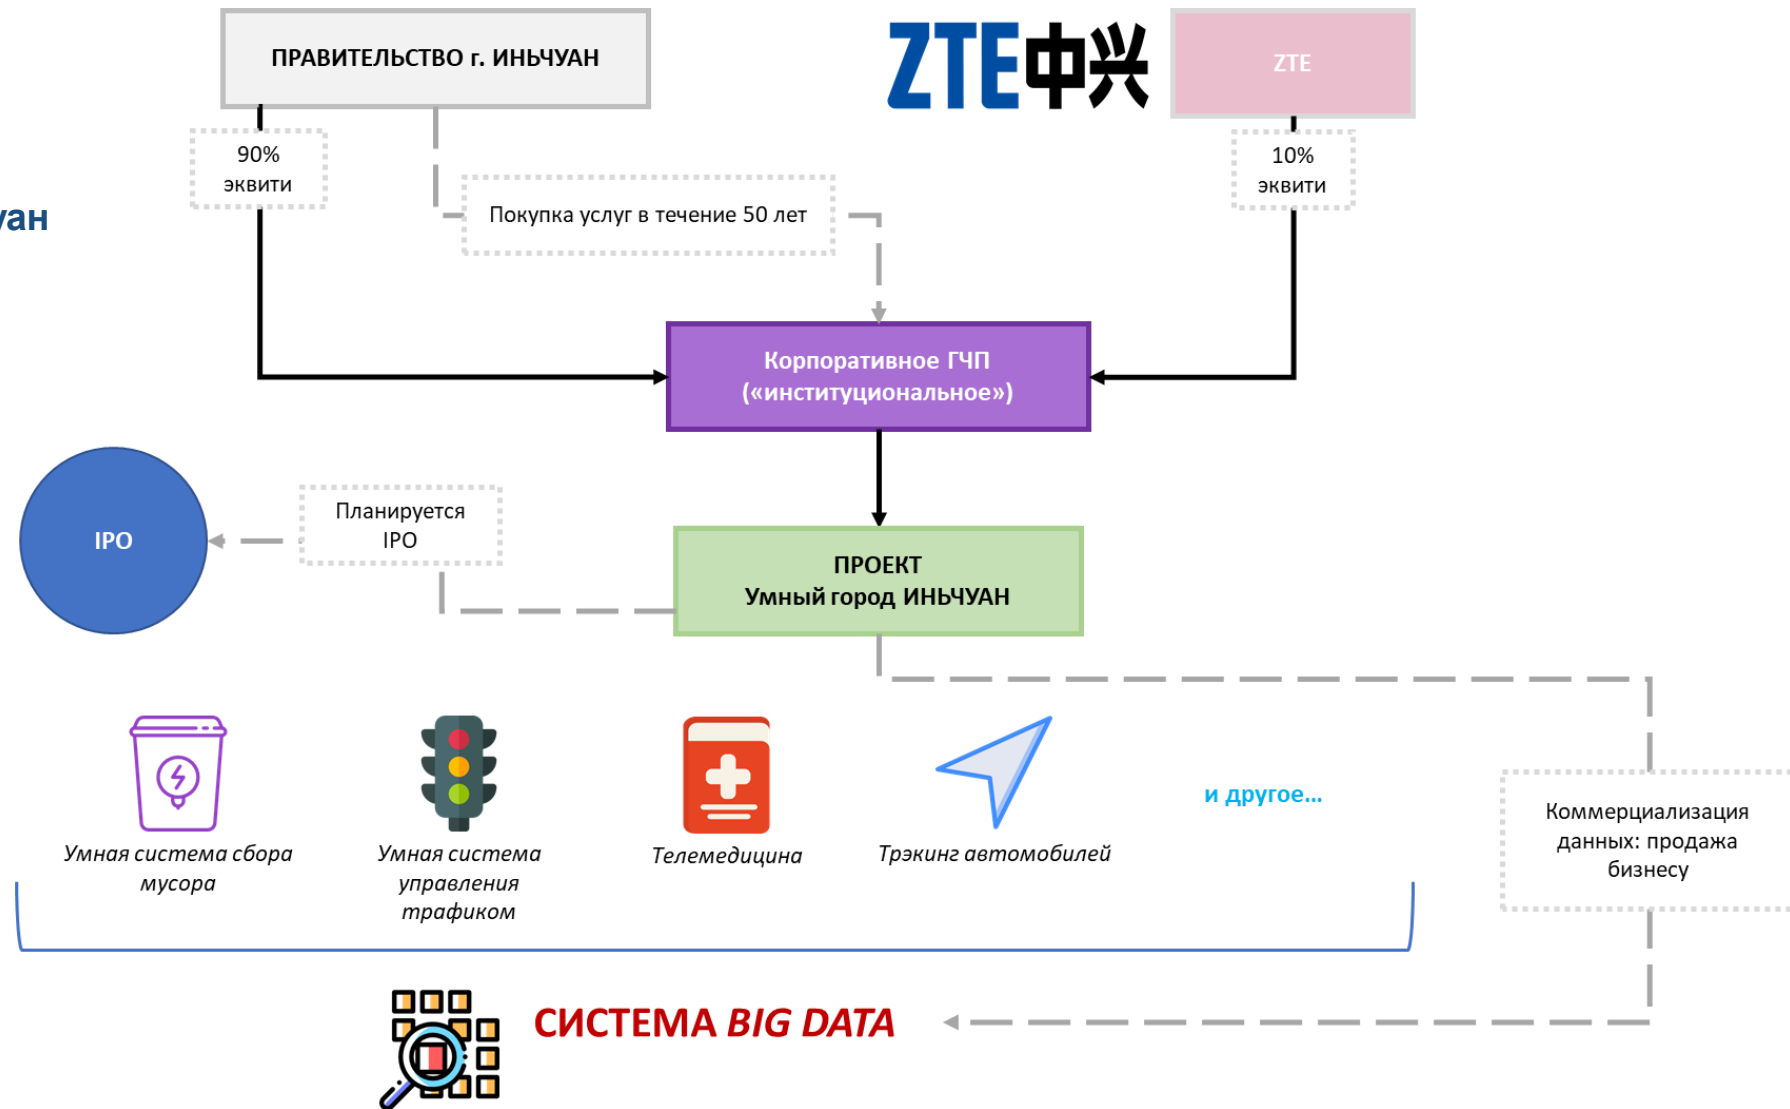 ПРАВИТЕЛЬСТВО г. ИНЬЧУАН
ZTE中兴
ZTE
90%
эквити
10%
эквити
уан
Покупка услуг в течение 50 лет
Корпоративное ГЧП
(«институциональное»)
Планируется
IPO
IPO
ПРОЕКТ
Умный город ИНЬЧУАН
Умная система сбора
мусора
Умная система
управления
трафиком
Телемедицина
Трэкинг автомобилей
и другое...
Коммерциализация
данных: продажа
бизнесу
СИСТЕМА BIG DATA